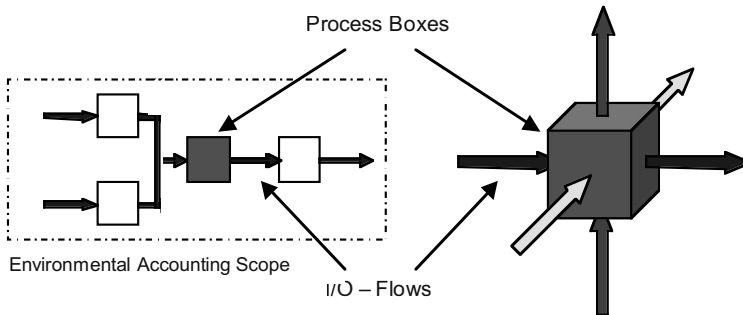 Process Boxes
Environmental Accounting Scope
I/O – Flows